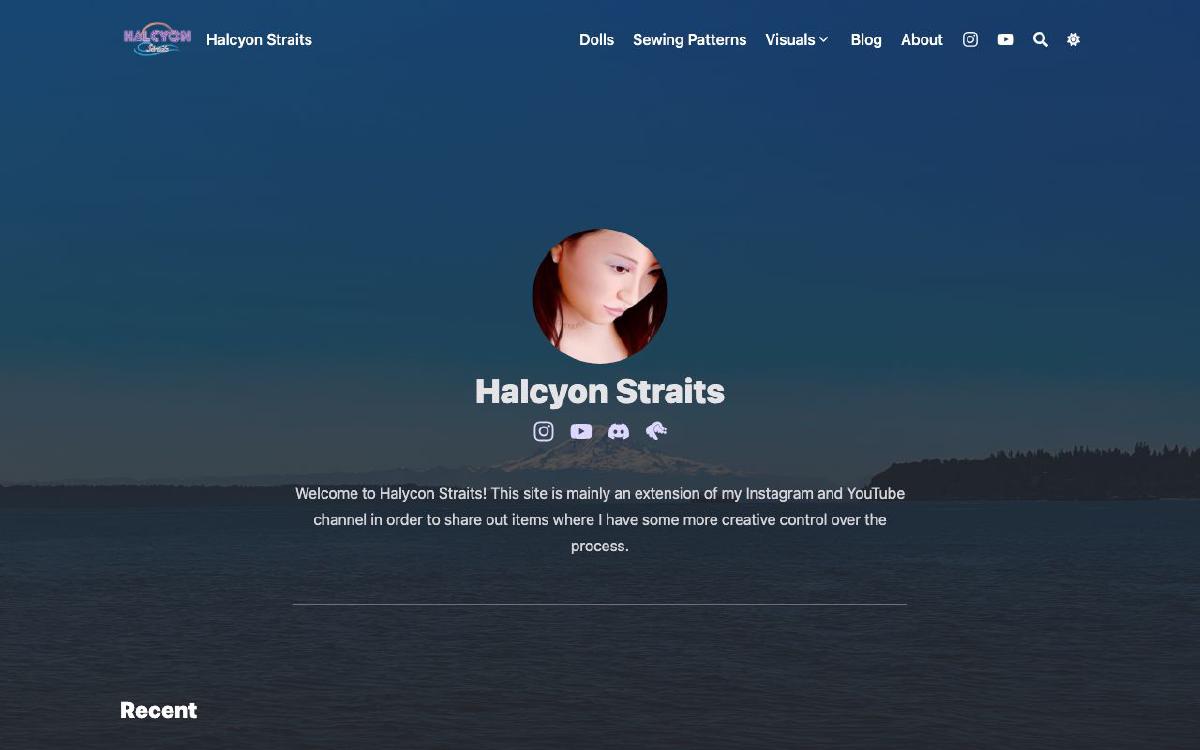 HALCYON
Straits
Halcyon Straits
Dolls
Sewing Patterns
Visuals
Blog
About
Halcyon Straits
Welcome to Halycon Straits! This site is mainly an extension of my Instagram and YouTube
channel in order to share out items where I have some more creative control over the
process.
Recent